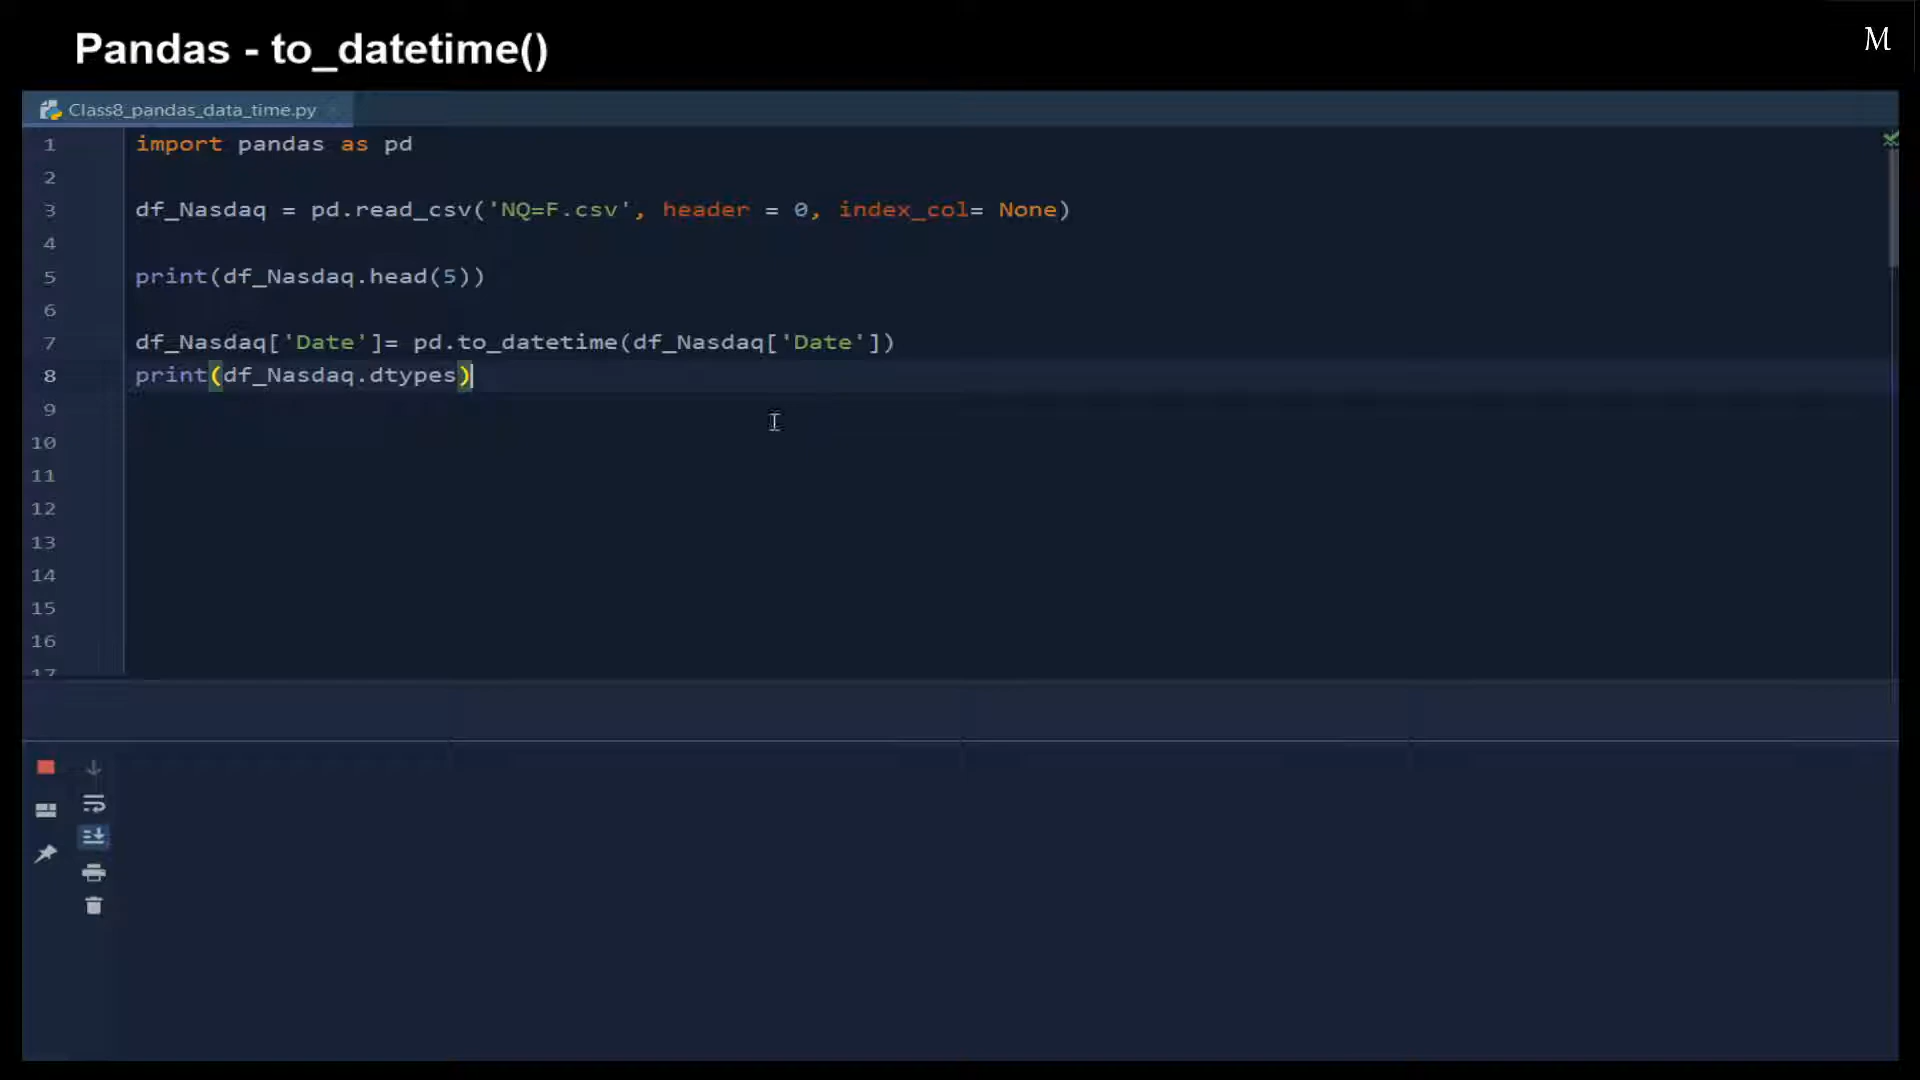 Pandas - to_datetime()
M
Class8_pandas_data_time.py
1 import pandas as pd
2
3 df_Nasdaq = pd.read_csv('NQ=F.csv', header = 0, index_col= None)
4
5 print(df_Nasdaq.head(5))
6
7 df_Nasdaq['Date']= pd.to_datetime(df_Nasdaq['Date'])
8 print(df_Nasdaq.dtypes)
9
10
11
12
13
14
15
16
17